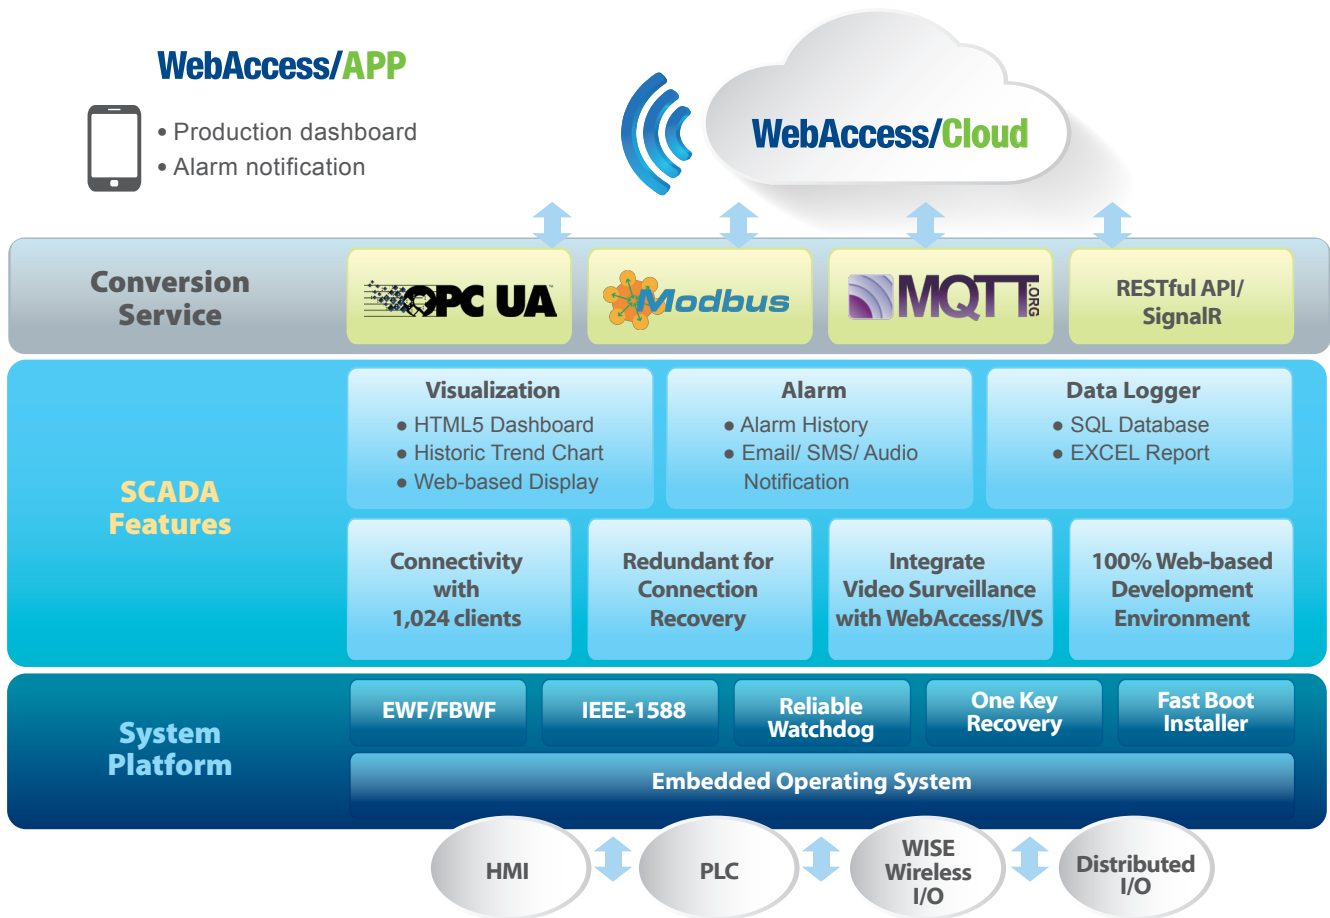 WebAccess/APP
• Production dashboard
• Alarm notification
WebAccess/Cloud
Conversion
Service
OPC UA
Modbus
MQTT.ORG
RESTful API/
SignalR
SCADA
Features
Visualization
● HTML5 Dashboard
● Historic Trend Chart
● Web-based Display
Alarm
● Alarm History
● Email/ SMS/ Audio
Notification
Data Logger
● SQL Database
● EXCEL Report
Connectivity
with
1,024 clients
Redundant for
Connection
Recovery
Integrate
Video Surveillance
with WebAccess/IVS
100% Web-based
Development
Environment
System
Platform
EWF/FBWF
IEEE-1588
Reliable
Watchdog
One Key
Recovery
Fast Boot
Installer
Embedded Operating System
HMI
PLC
WISE
Wireless
I/O
Distributed
I/O